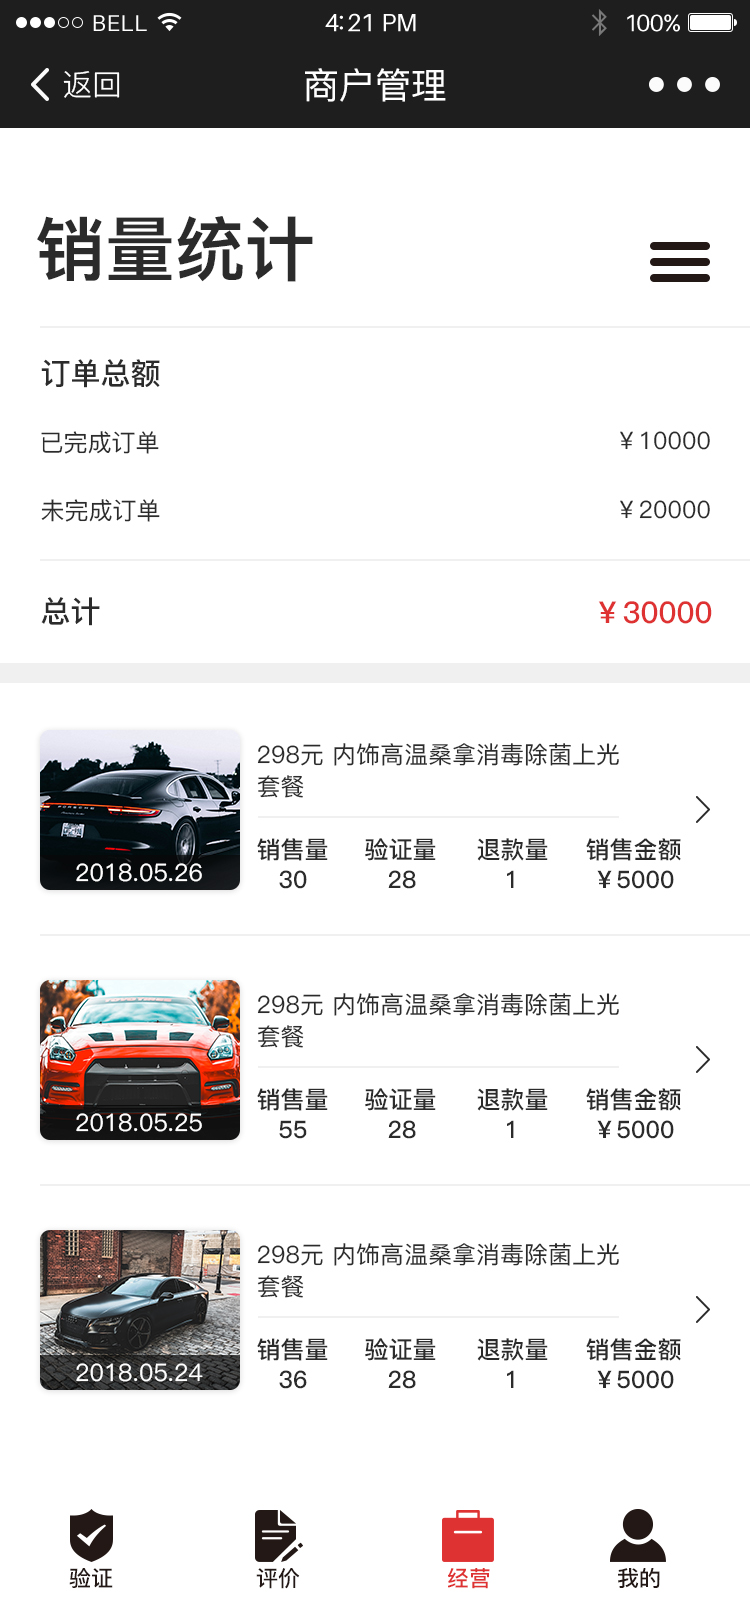 BELL 4:21 PM 100%
返回 商户管理
销量统计
订单总额
已完成订单 ¥10000
未完成订单 ¥20000
总计 ¥30000
298元 内饰高温桑拿消毒除菌上光
套餐
PORSCHE
2018.05.26
销售量 验证量 退款量 销售金额
30 28 1 ¥5000
298元 内饰高温桑拿消毒除菌上光
套餐
2018.05.25
销售量 验证量 退款量 销售金额
55 28 1 ¥5000
298元 内饰高温桑拿消毒除菌上光
套餐
2018.05.24
销售量 验证量 退款量 销售金额
36 28 1 ¥5000
验证 评价 经营 我的